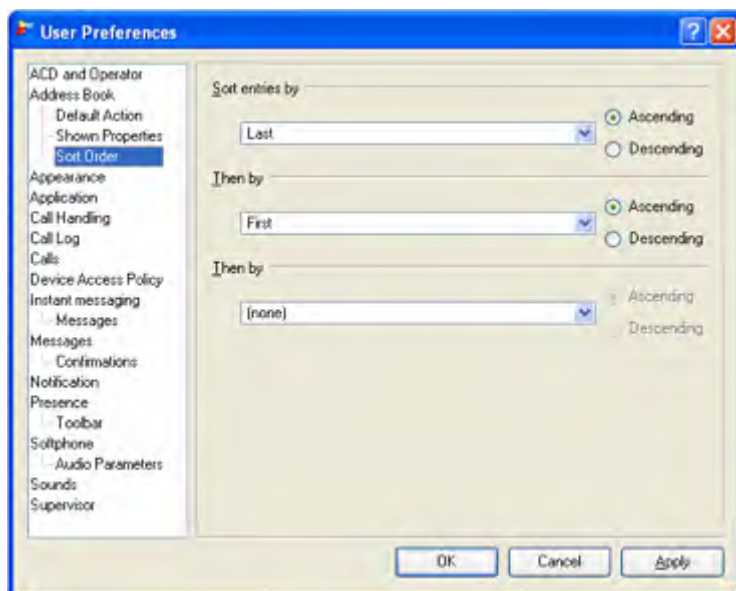 User Preferences
ACD and Operator
Address Book
Default Action
Shown Properties
Sort Order
Appearance
Application
Call Handling
Call Log
Calls
Device Access Policy
Instant messaging
Messages
Messages
Confirmations
Notification
Presence
Toolbar
Softphone
Audio Parameters
Sounds
Supervisor
Sort entries by
Last
Ascending
Descending
Then by
First
Ascending
Descending
Then by
(none)
Ascending
Descending
OK Cancel Apply